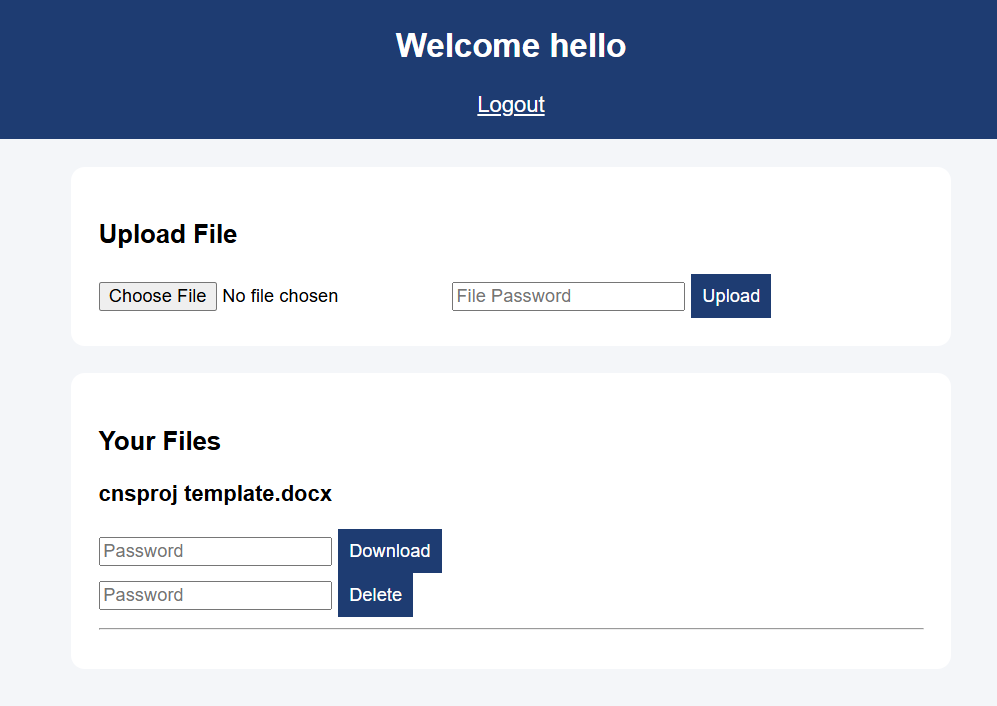 Welcome hello
Logout
Upload File
Choose File No file chosen File Password Upload
Your Files
cnsproj template.docx
Password Download
Password Delete